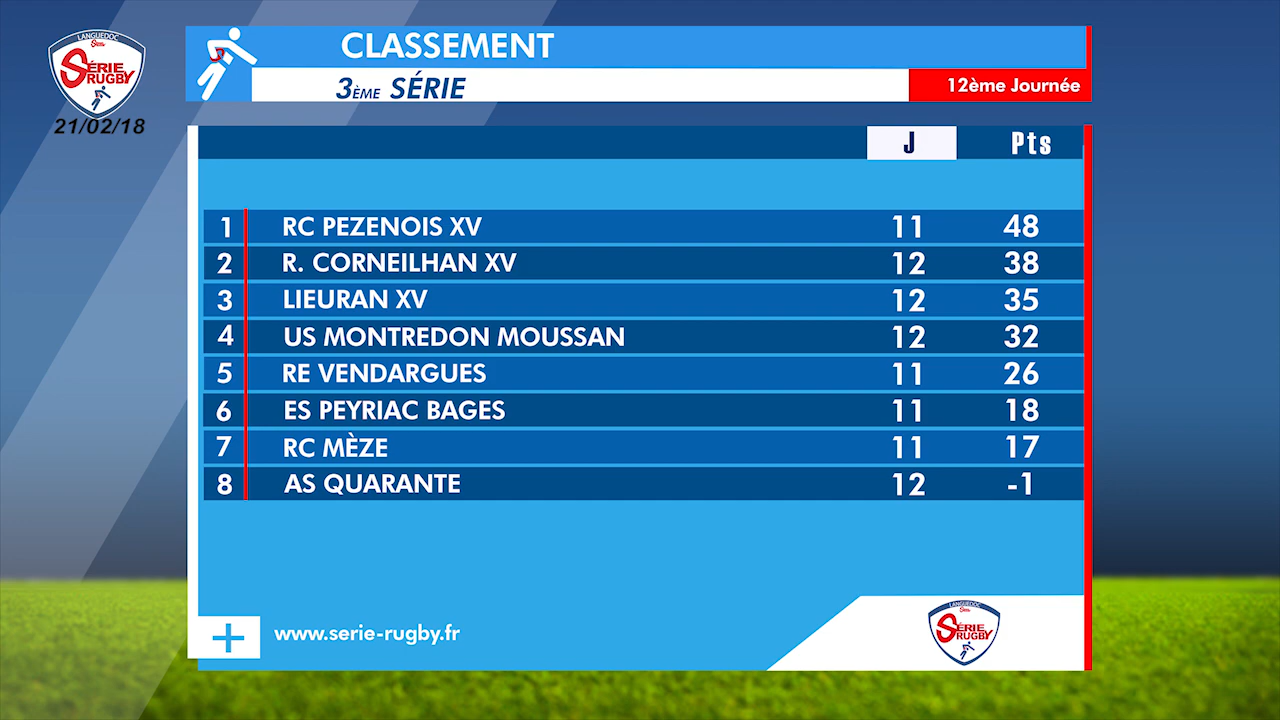 LANGUEDOC
SÉRIE
RUGBY
21/02/18
CLASSEMENT
3ÈME SÉRIE
12ème Journée
J Pts
1 RC PEZENOIS XV 11 48
2 R. CORNEILHAN XV 12 38
3 LIEURAN XV 12 35
4 US MONTREDON MOUSSAN 12 32
5 RE VENDARGUES 11 26
6 ES PEYRIAC BAGES 11 18
7 RC MÈZE 11 17
8 AS QUARANTE 12 -1
+ www.serie-rugby.fr
LANGUEDOC
SÉRIE
RUGBY